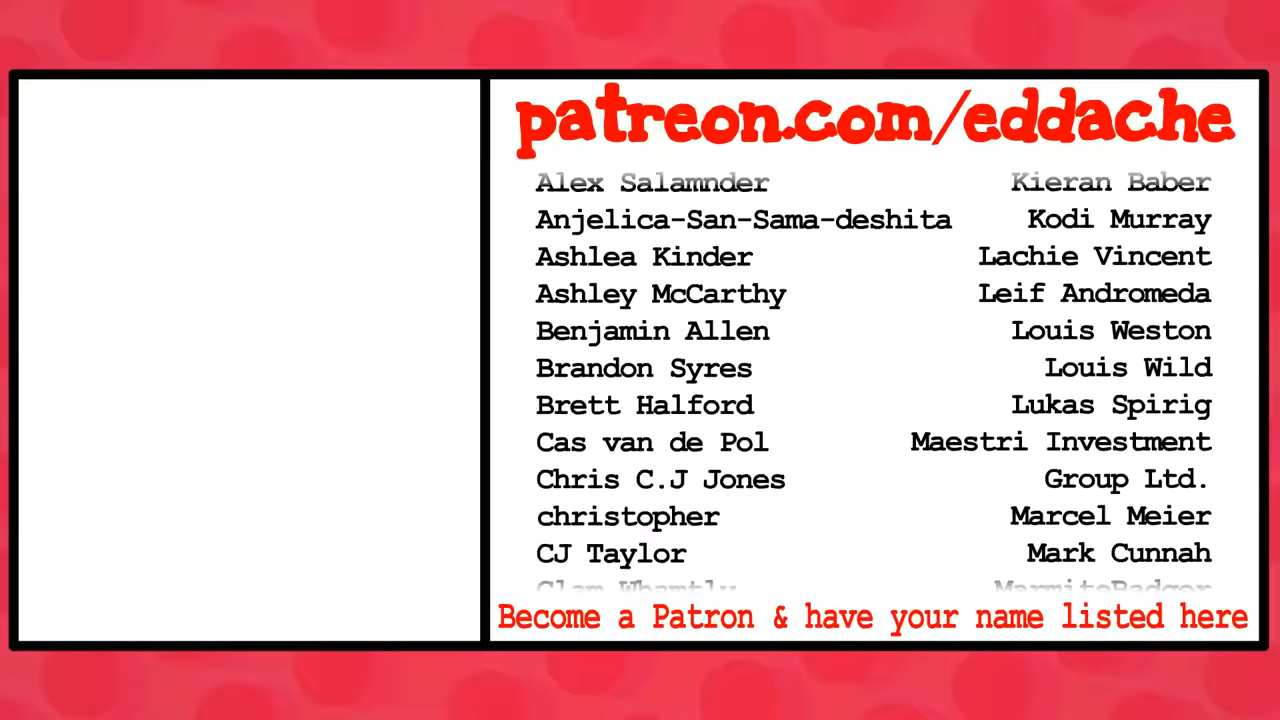 patreon.com/eddache
Alex Salamnder
Anjelica-San-Sama-deshita
Ashlea Kinder
Ashley McCarthy
Benjamin Allen
Brandon Syres
Brett Halford
Cas van de Pol
Chris C.J Jones
christopher
CJ Taylor
Kieran Baber
Kodi Murray
Lachie Vincent
Leif Andromeda
Louis Weston
Louis Wild
Lukas Spirig
Maestri Investment
Group Ltd.
Marcel Meier
Mark Cunnah
MarmiteBadger
Become a Patron & have your name listed here